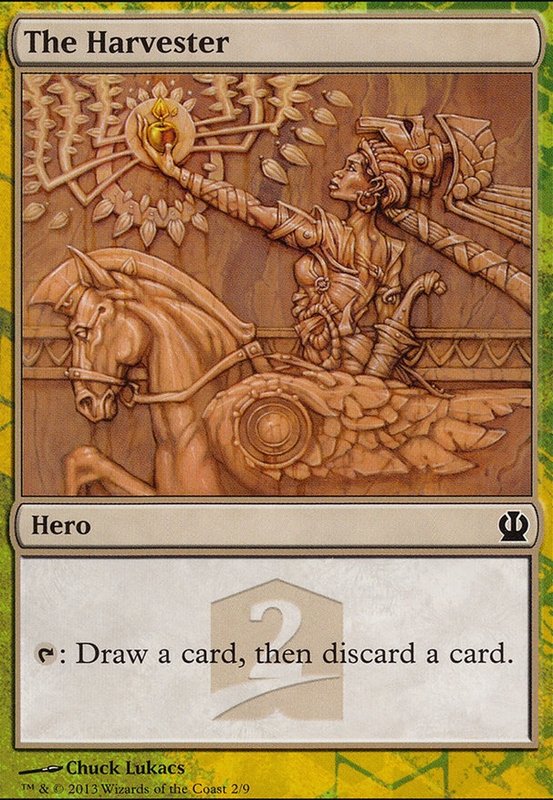 The Harvester
Hero
2
: Draw a card, then discard a card.
Chuck Lukacs
™ & © 2013 Wizards of the Coast 2/9